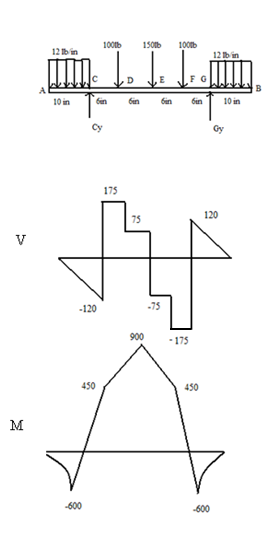 100lb 150lb 100lb
12 lb/in 12 lb/in
C D E F G
A B
10 in 6in 6in 6in 6in 10 in
Cy Gy
175
75 120
V
-120 -75
- 175
900
450 450
M
-600 -600